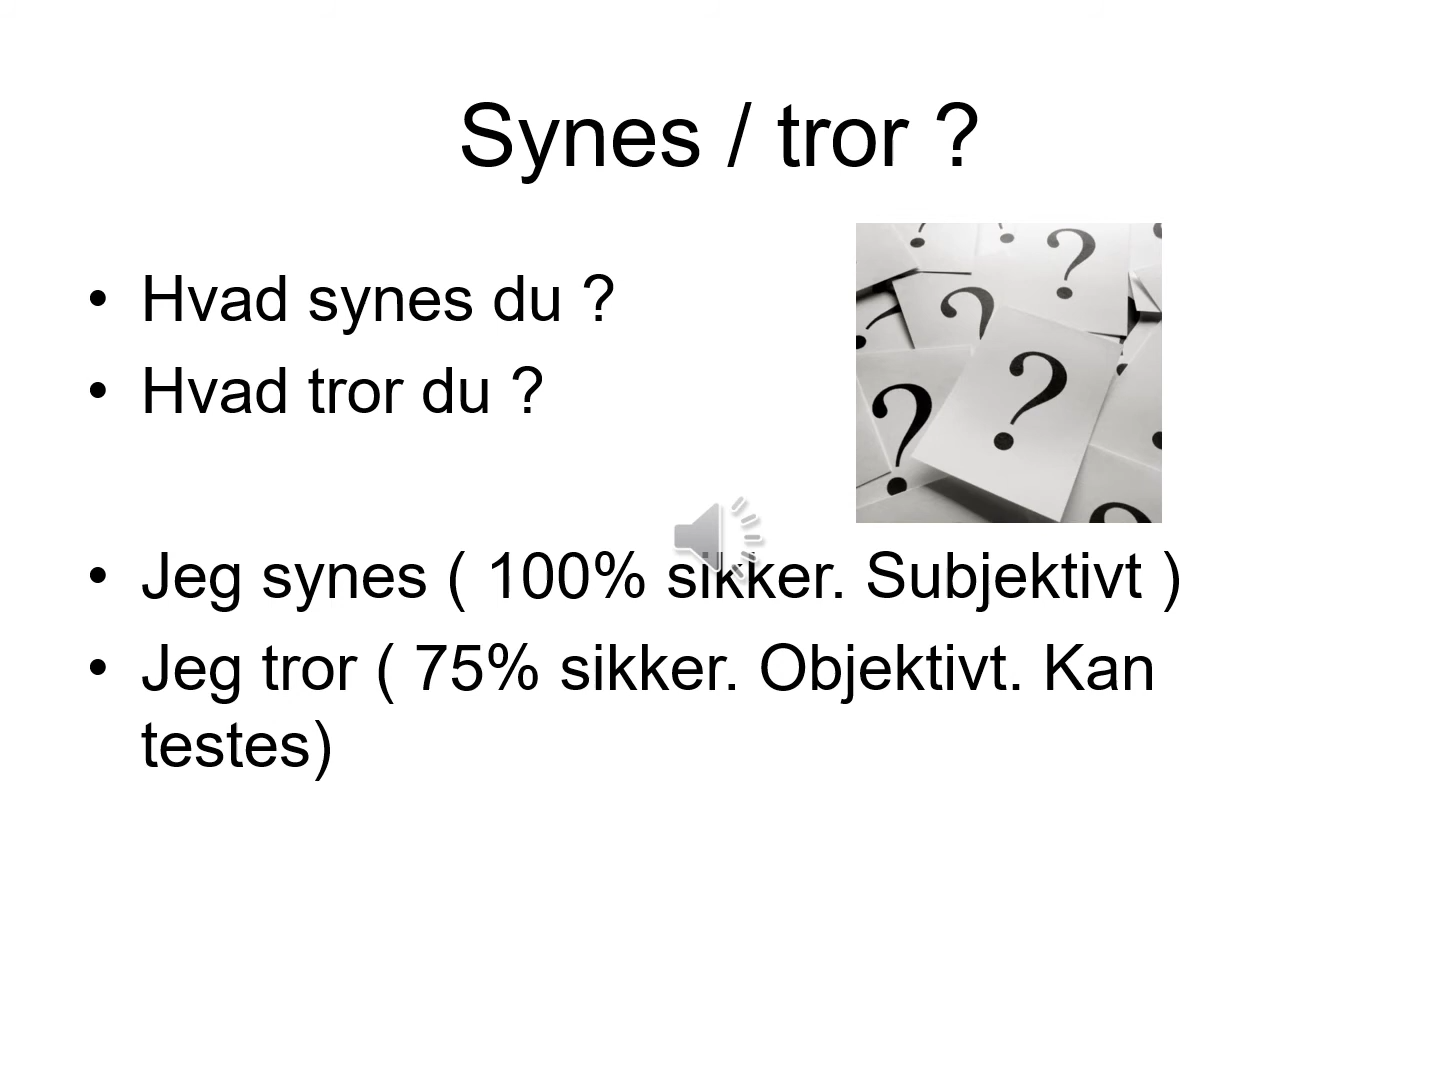 Synes / tror ?
• Hvad synes du ?
• Hvad tror du ?
• Jeg synes ( 100% sikker. Subjektivt )
• Jeg tror ( 75% sikker. Objektivt. Kan
testes)